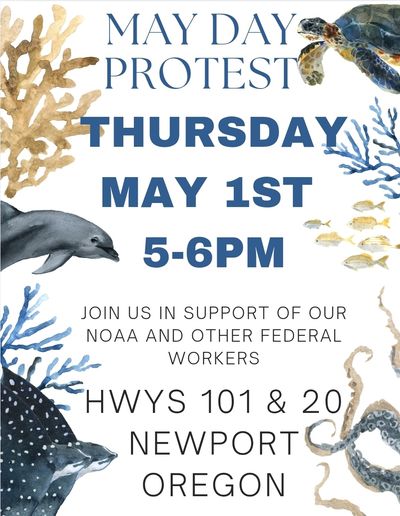 MAY DAY
PROTEST
THURSDAY
MAY 1ST
5-6PM
JOIN US IN SUPPORT OF OUR
NOAA AND OTHER FEDERAL
WORKERS
HWYS 101 & 20
NEWPORT
OREGON